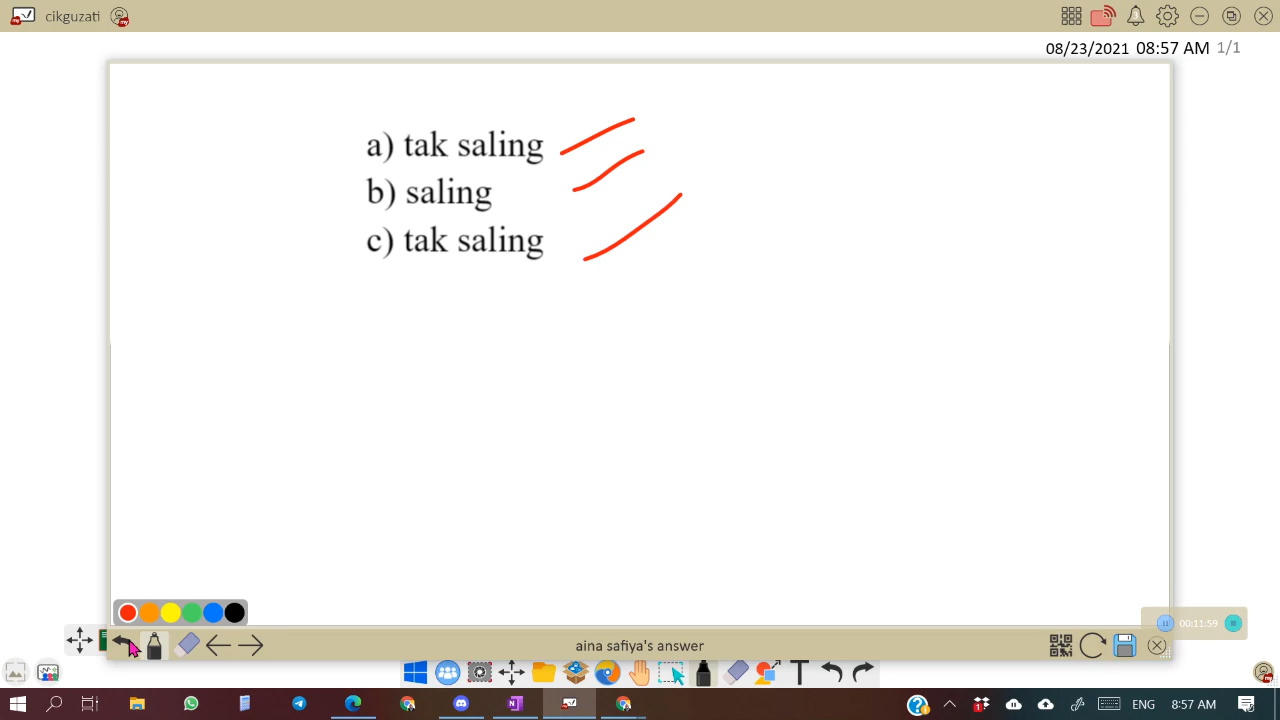 cikguzati
08/23/2021 08:57 AM 1/1
a) tak saling
b) saling
c) tak saling
00:11:59
aina safiya's answer
8:57 AM